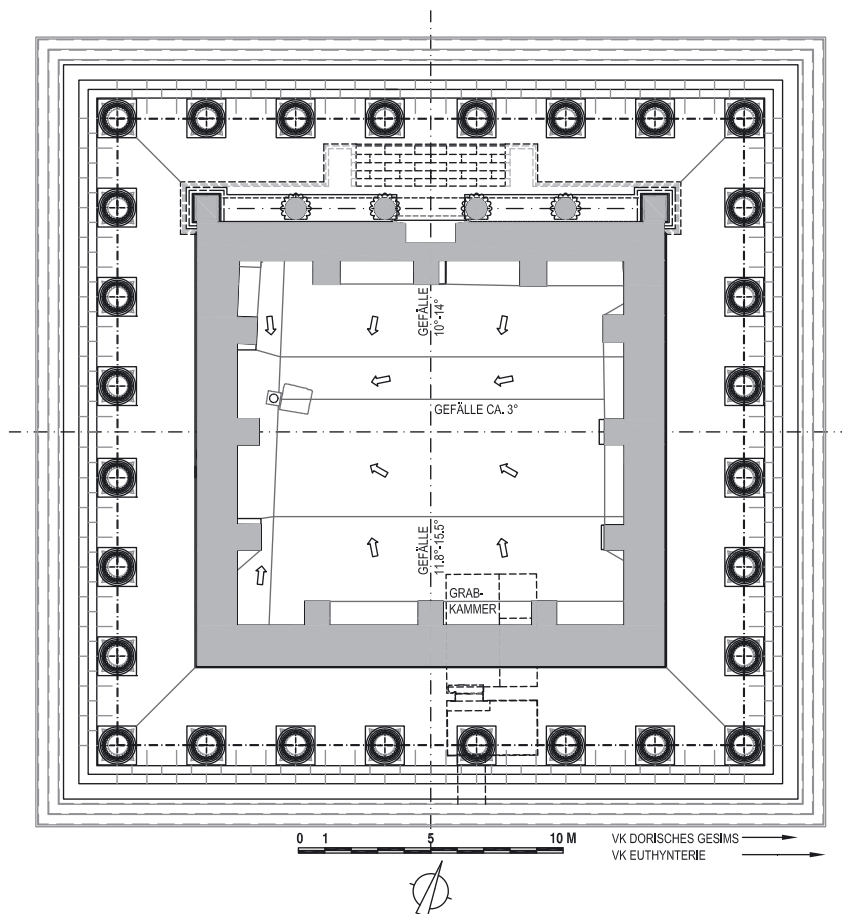 GEFÄLLE
10°-14°
GEFÄLLE CA. 3°
GEFÄLLE
11.8°-15.5°
GRAB-
KAMMER
0 1 5 10 M
VK DORISCHES GESIMS
VK EUTHYNTERIE